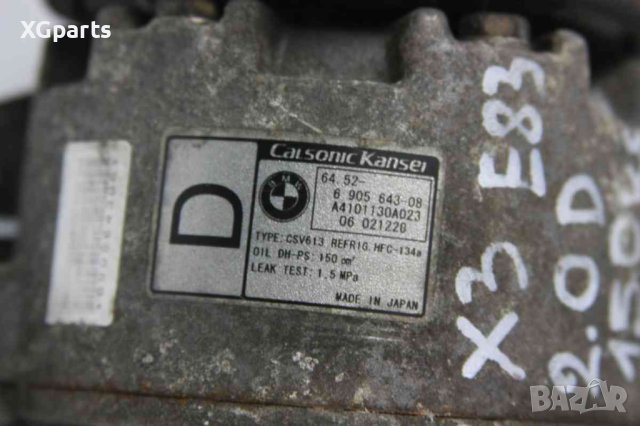 XGparts
CalsonicKansei
D
BMW
64.52-
6 905 643-08
A4101130A023
06 021220
TYPE: CSV613 REFRIG. HFC-134a
OIL DH-PS: 150 cm³
LEAK TEST: 1.5 MPa
MADE IN JAPAN
X3 E83
2.0D
BAZAR